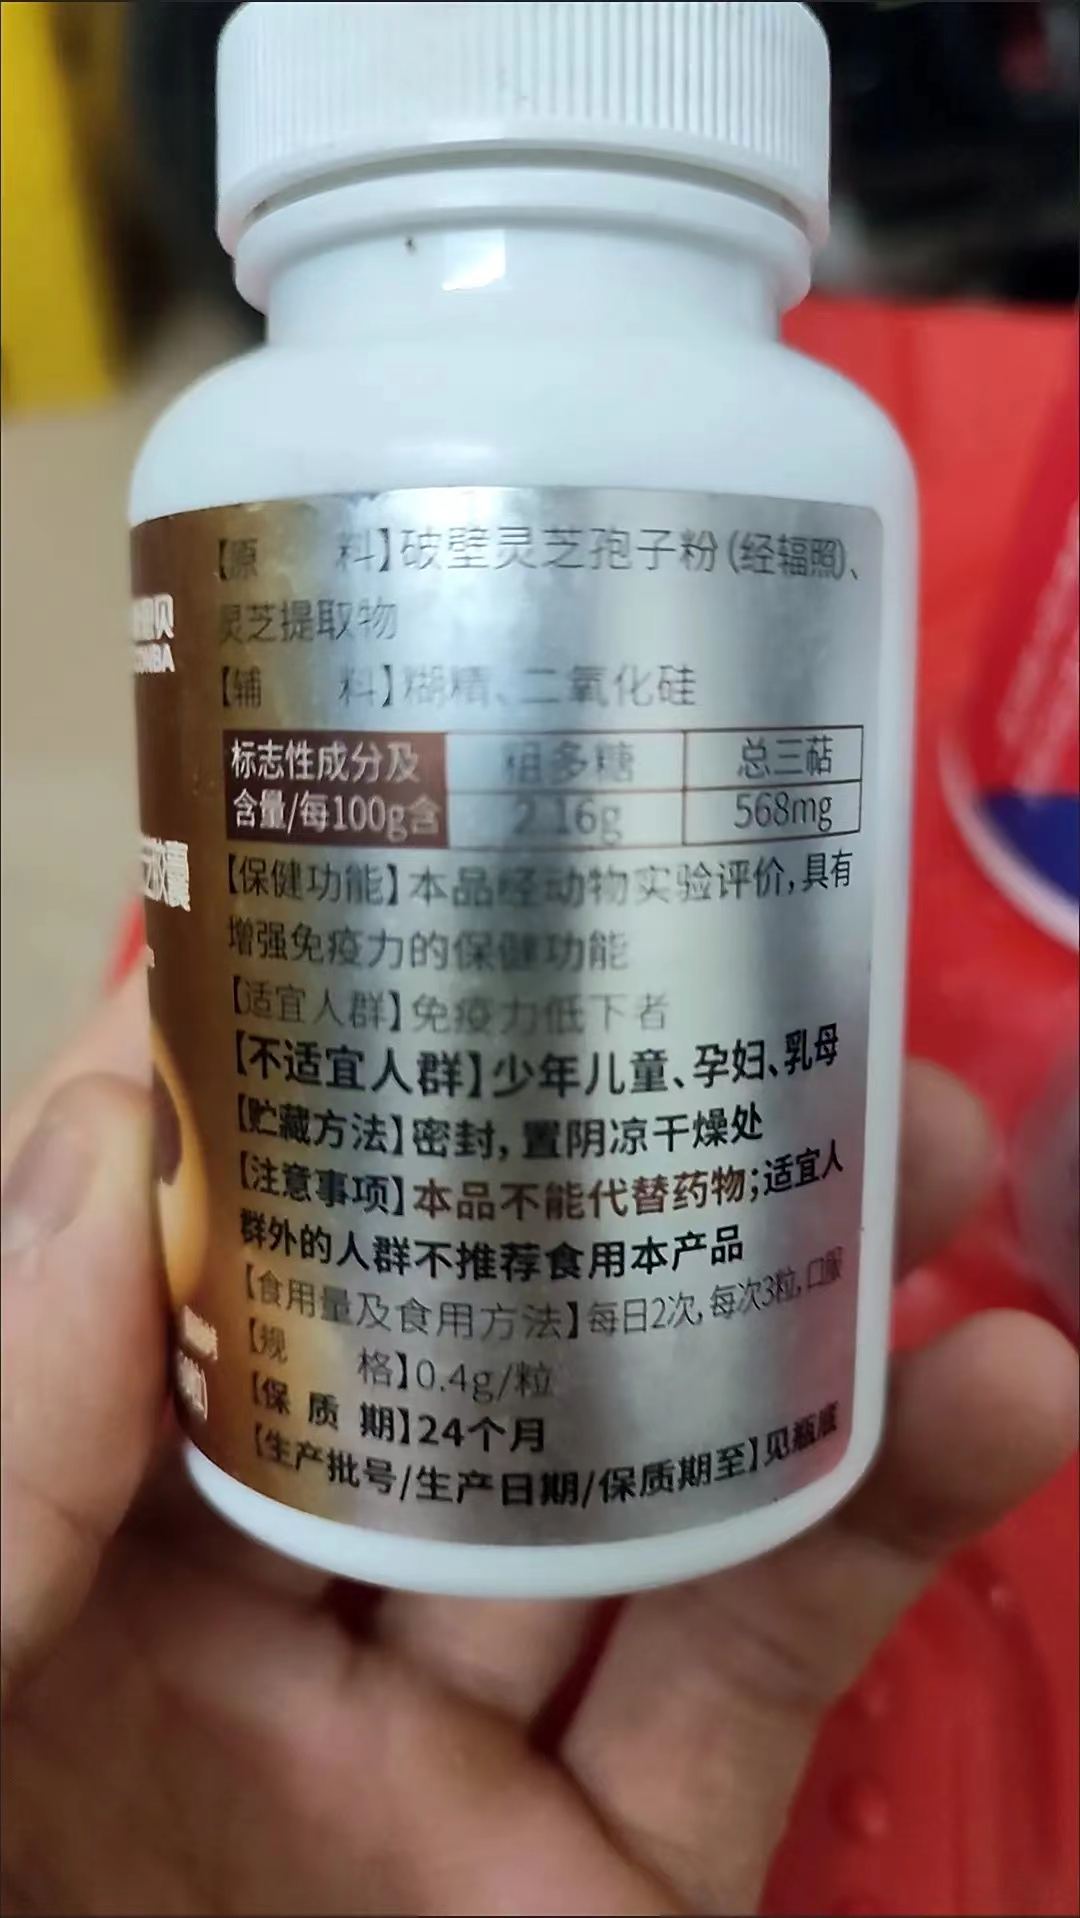 【原 料】破壁灵芝孢子粉(经辐照)、
灵芝提取物
【辅 料】糊精、二氧化硅
标志性成分及 粗多糖 总三萜
含量/每100g含 2.16g 568mg
【保健功能】本品经动物实验评价,具有
增强免疫力的保健功能
【适宜人群】免疫力低下者
【不适宜人群】少年儿童、孕妇、乳母
【贮藏方法】密封,置阴凉干燥处
【注意事项】本品不能代替药物;适宜人
群外的人群不推荐食用本产品
【食用量及食用方法】每日2次,每次3粒,口服
【规 格】0.4g/粒
【保 质 期】24个月
【生产批号/生产日期/保质期至】见瓶底
贝
胶囊